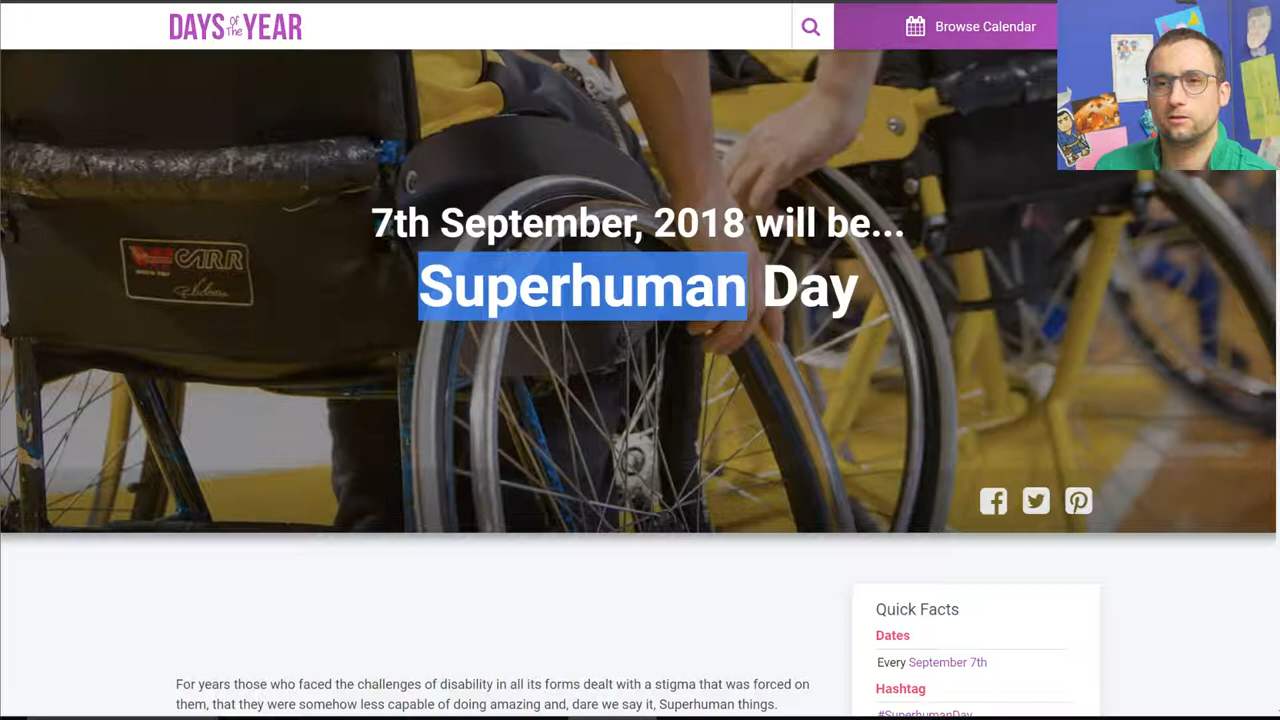 DAYS OF The YEAR
Browse Calendar
7th September, 2018 will be...
Superhuman Day
CARR
Quick Facts
Dates
Every September 7th
Hashtag
#SuperhumanDay
For years those who faced the challenges of disability in all its forms dealt with a stigma that was forced on
them, that they were somehow less capable of doing amazing and, dare we say it, Superhuman things.